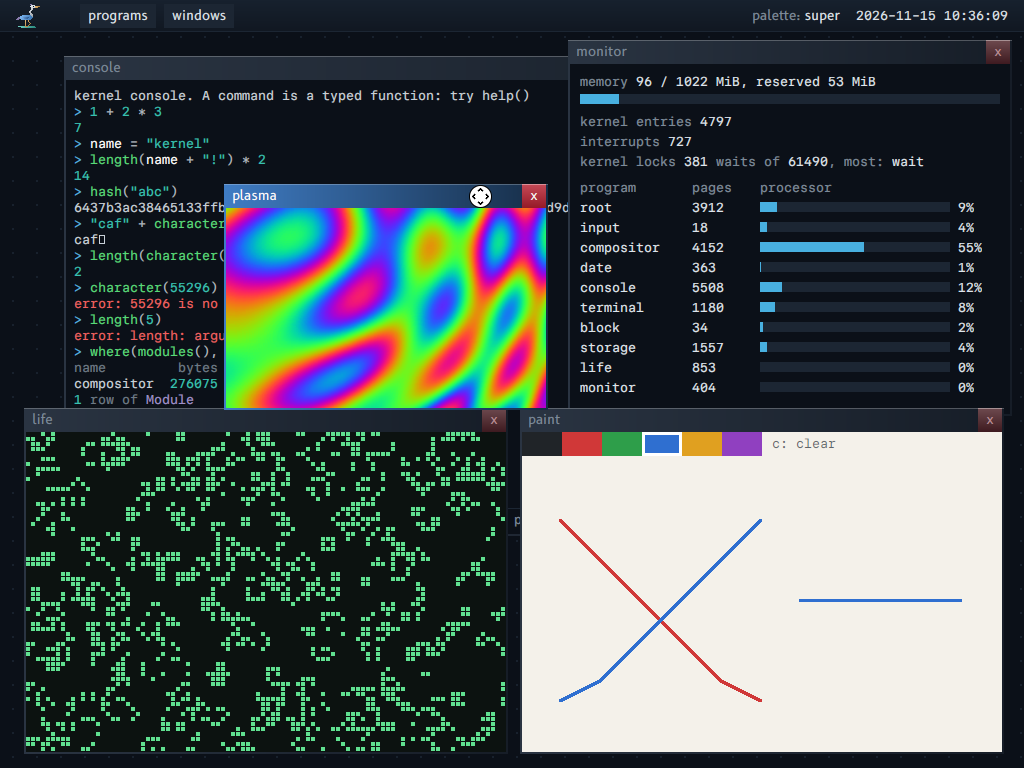 programs windows palette: super 2026-11-15 10:36:09
console
kernel console. A command is a typed function: try help()
> 1 + 2 * 3
7
> name = "kernel"
> length(name + "!") * 2
14
> hash("abc")
6437b3ac38465133ffb
d9d
> "caf" + character
caf
> length(character(
2
> character(55296)
error: 55296 is no
> length(5)
error: length: argu
> where(modules(),
name bytes
compositor 276075
1 row of Module
monitor x
memory 96 / 1022 MiB, reserved 53 MiB
kernel entries 4797
interrupts 727
kernel locks 381 waits of 61490, most: wait
program pages processor
root 3912 9%
input 18 4%
compositor 4152 55%
date 363 1%
console 5508 12%
terminal 1180 8%
block 34 2%
storage 1557 4%
life 853 0%
monitor 404 0%
plasma x
life x
paint x
c: clear